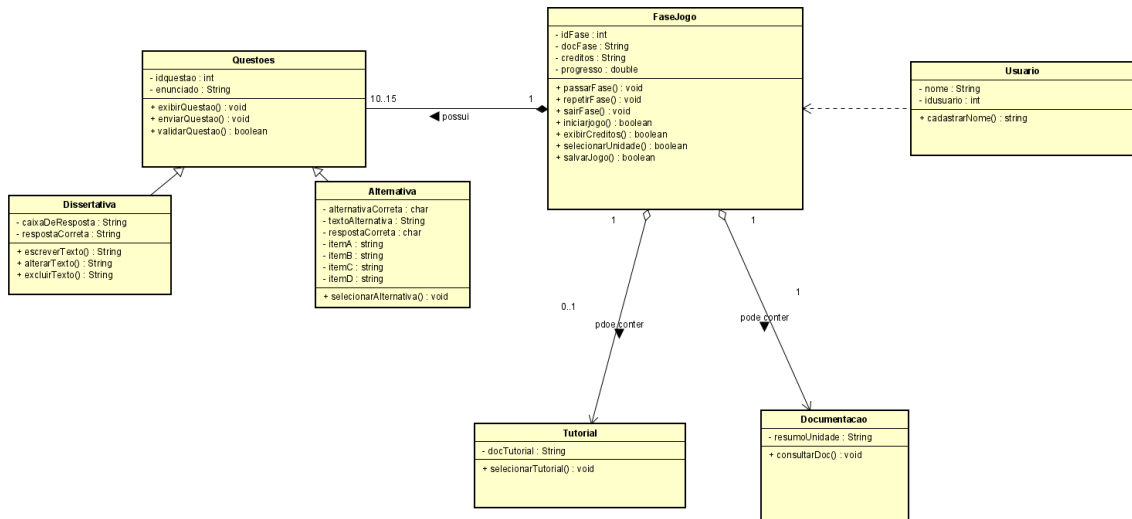 FaseJogo
- idFase : int
- docFase : String
- creditos : String
- progresso : double
+ passarFase() : void
+ repetirFase() : void
+ sairFase() : void
+ iniciarjogo() : boolean
+ exibirCreditos() : boolean
+ selecionarUnidade() : boolean
+ salvarJogo() : boolean
Questoes
- idquestao : int
- enunciado : String
+ exibirQuestao() : void
+ enviarQuestao() : void
+ validarQuestao() : boolean
10..15
1
possui
Usuario
- nome : String
- idusuario : int
+ cadastrarNome() : string
Dissertativa
- caixaDeResposta : String
- respostaCorreta : String
+ escreverTexto() : String
+ alterarTexto() : String
+ excluirTexto() : String
Alternativa
- alternativaCorreta : char
- textoAlternativa : String
- respostaCorreta : char
- itemA : string
- itemB : string
- itemC : string
- itemD : string
+ selecionarAlternativa() : void
1
1
0..1
1
pdoe conter
pode conter
Tutorial
- docTutorial : String
+ selecionarTutorial() : void
Documentacao
- resumoUnidade : String
+ consultarDoc() : void